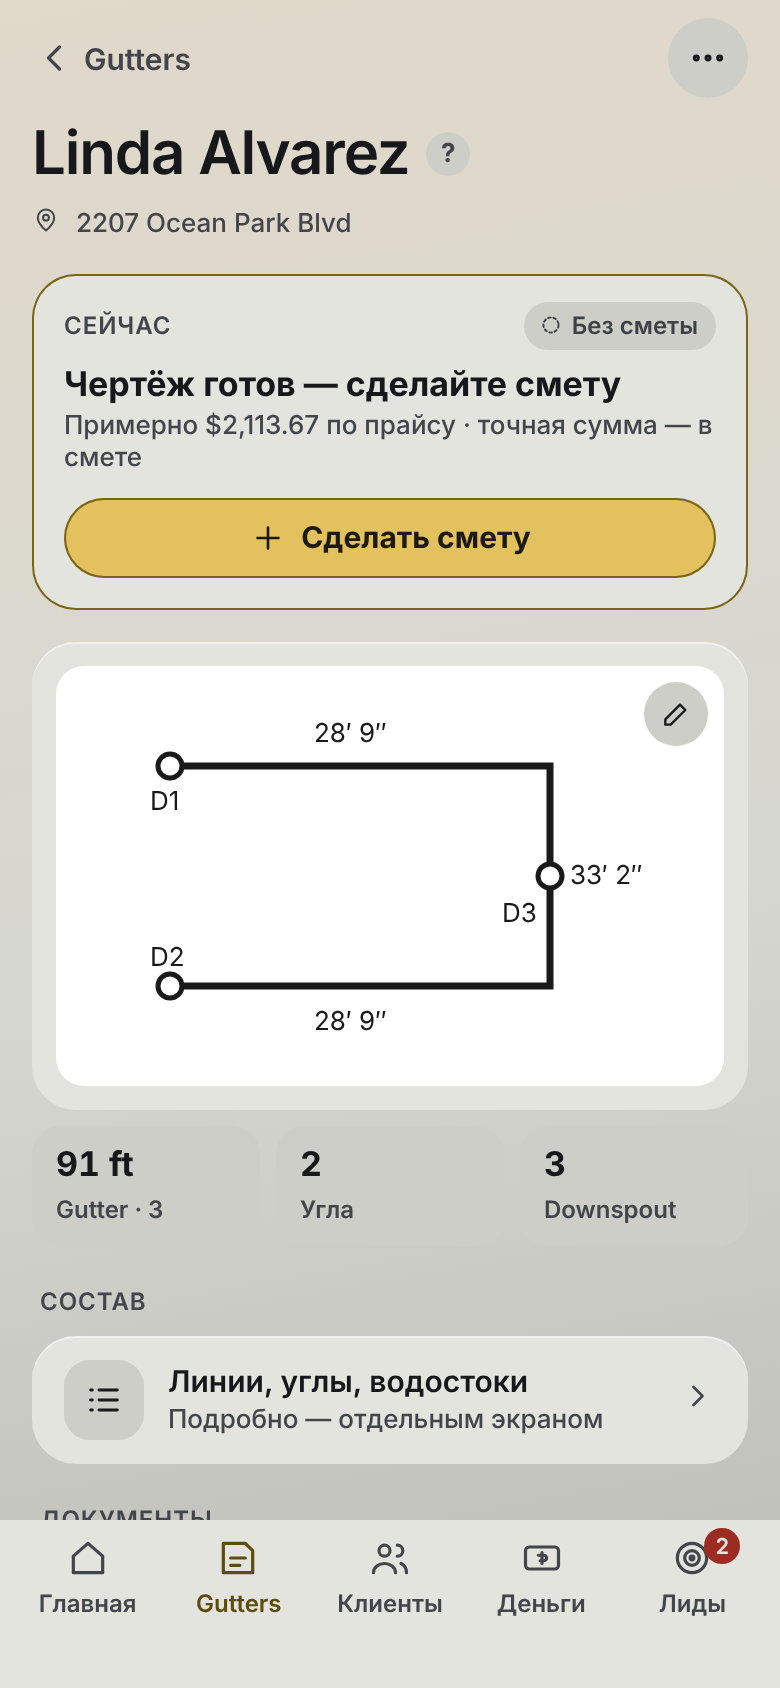 Gutters
Linda Alvarez ?
2207 Ocean Park Blvd
СЕЙЧАС
Без сметы
Чертёж готов — сделайте смету
Примерно $2,113.67 по прайсу · точная сумма — в
смете
+ Сделать смету
28′ 9″
D1
33′ 2″
D3
D2
28′ 9″
91 ft
Gutter · 3
2
Угла
3
Downspout
СОСТАВ
Линии, углы, водостоки
Подробно — отдельным экраном
ДОКУМЕНТЫ
2
Главная
Gutters
Клиенты
Деньги
Лиды